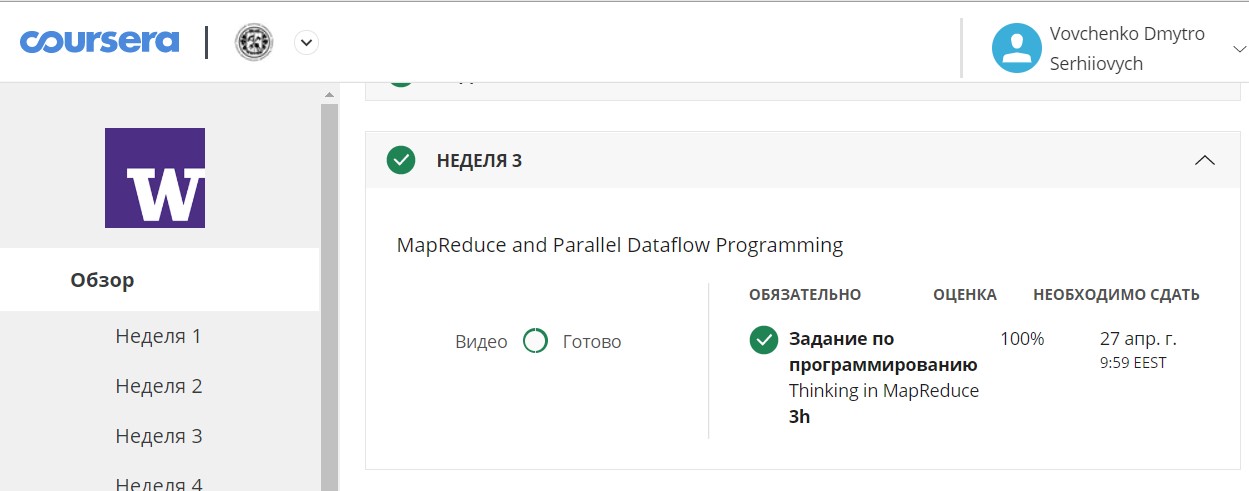 coursera
Vovchenko Dmytro
Serhiiovych
W
НЕДЕЛЯ 3
Обзор
Неделя 1
Неделя 2
Неделя 3
Неделя 4
MapReduce and Parallel Dataflow Programming
Видео Готово
ОБЯЗАТЕЛЬНО ОЦЕНКА НЕОБХОДИМО СДАТЬ
Задание по 100% 27 апр. г.
программированию 9:59 EEST
Thinking in MapReduce
3h